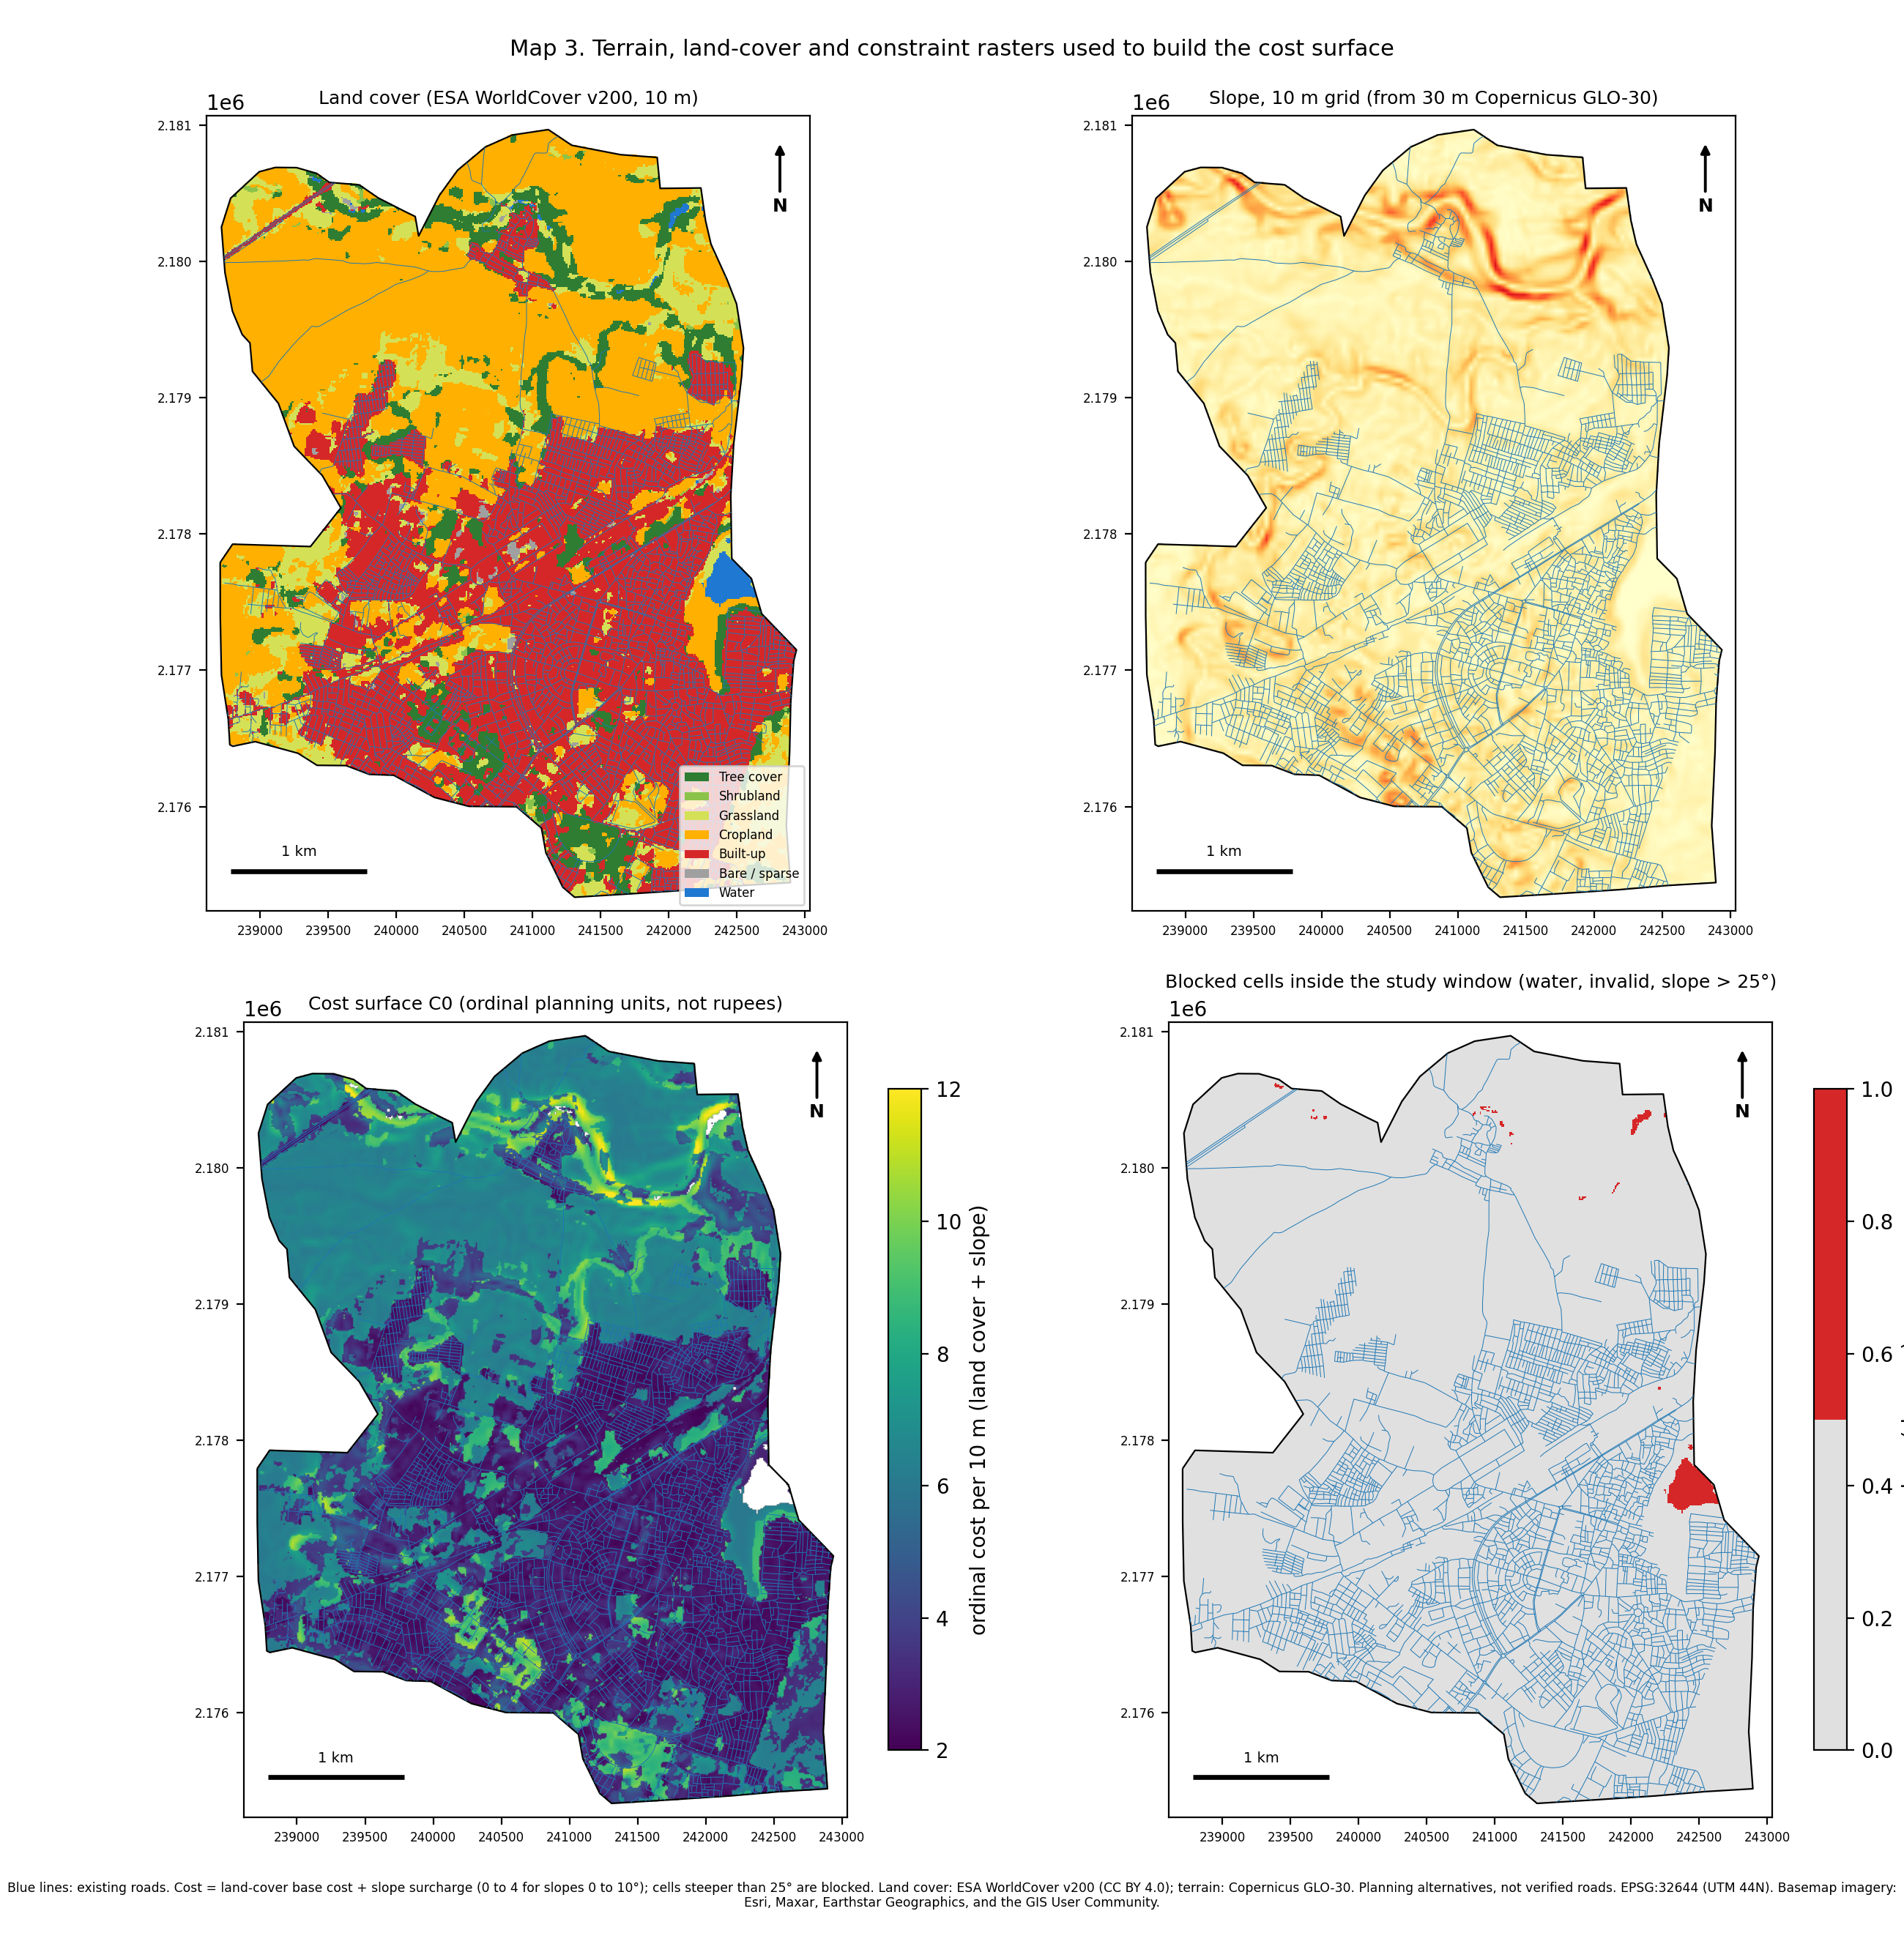 Map 3. Terrain, land-cover and constraint rasters used to build the cost surface
Land cover (ESA WorldCover v200, 10 m)
1e6
2.181
2.180
2.179
2.178
2.177
2.176
N
1 km
Tree cover
Shrubland
Grassland
Cropland
Built-up
Bare / sparse
Water
239000 239500 240000 240500 241000 241500 242000 242500 243000
Slope, 10 m grid (from 30 m Copernicus GLO-30)
1e6
2.181
2.180
2.179
2.178
2.177
2.176
N
1 km
239000 239500 240000 240500 241000 241500 242000 242500 243000
Cost surface C0 (ordinal planning units, not rupees)
1e6
2.181
2.180
2.179
2.178
2.177
2.176
N
1 km
239000 239500 240000 240500 241000 241500 242000 242500 243000
12
10
8
6
4
2
ordinal cost per 10 m (land cover + slope)
Blocked cells inside the study window (water, invalid, slope > 25°)
1e6
2.181
2.180
2.179
2.178
2.177
2.176
N
1 km
239000 239500 240000 240500 241000 241500 242000 242500 243000
1.0
0.8
0.6
0.4
0.2
0.0
Blue lines: existing roads. Cost = land-cover base cost + slope surcharge (0 to 4 for slopes 0 to 10°); cells steeper than 25° are blocked. Land cover: ESA WorldCover v200 (CC BY 4.0); terrain: Copernicus GLO-30. Planning alternatives, not verified roads. EPSG:32644 (UTM 44N). Basemap imagery:
Esri, Maxar, Earthstar Geographics, and the GIS User Community.